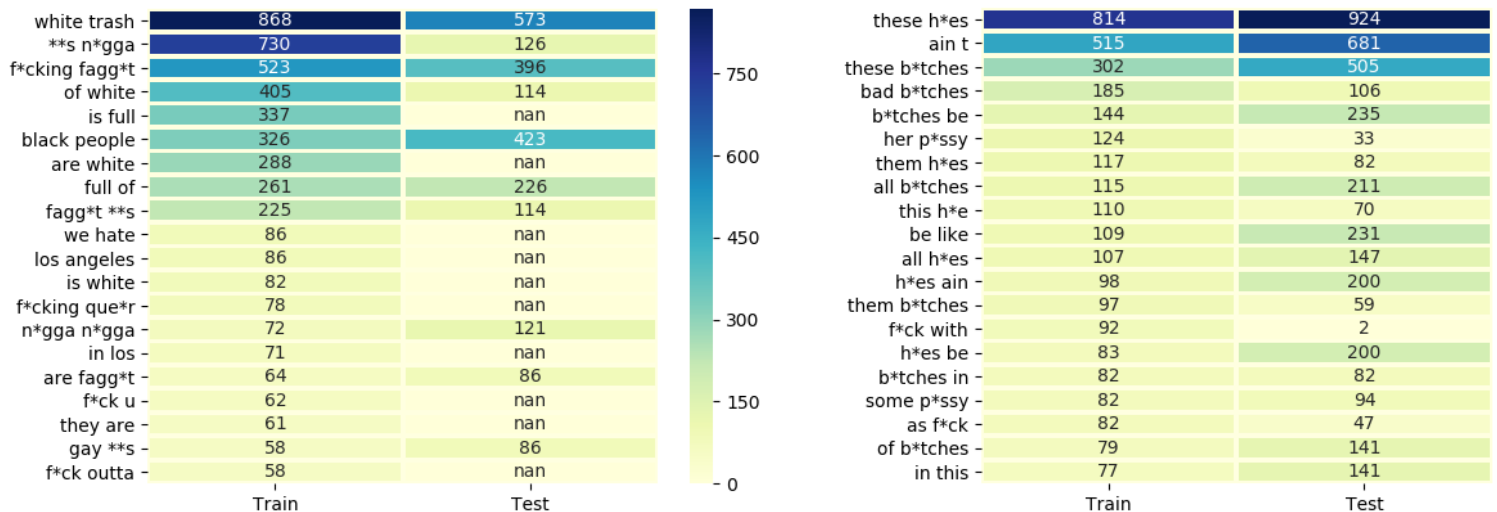 white trash 868 573
**s n*gga 730 126
f*cking fagg*t 523 396
of white 405 114
is full 337 nan
black people 326 423
are white 288 nan
full of 261 226
fagg*t **s 225 114
we hate 86 nan
los angeles 86 nan
is white 82 nan
f*cking que*r 78 nan
n*gga n*gga 72 121
in los 71 nan
are fagg*t 64 86
f*ck u 62 nan
they are 61 nan
gay **s 58 86
f*ck outta 58 nan
Train Test
750
600
450
300
150
0
these h*es 814 924
ain t 515 681
these b*tches 302 505
bad b*tches 185 106
b*tches be 144 235
her p*ssy 124 33
them h*es 117 82
all b*tches 115 211
this h*e 110 70
be like 109 231
all h*es 107 147
h*es ain 98 200
them b*tches 97 59
f*ck with 92 2
h*es be 83 200
b*tches in 82 82
some p*ssy 82 94
as f*ck 82 47
of b*tches 79 141
in this 77 141
Train Test